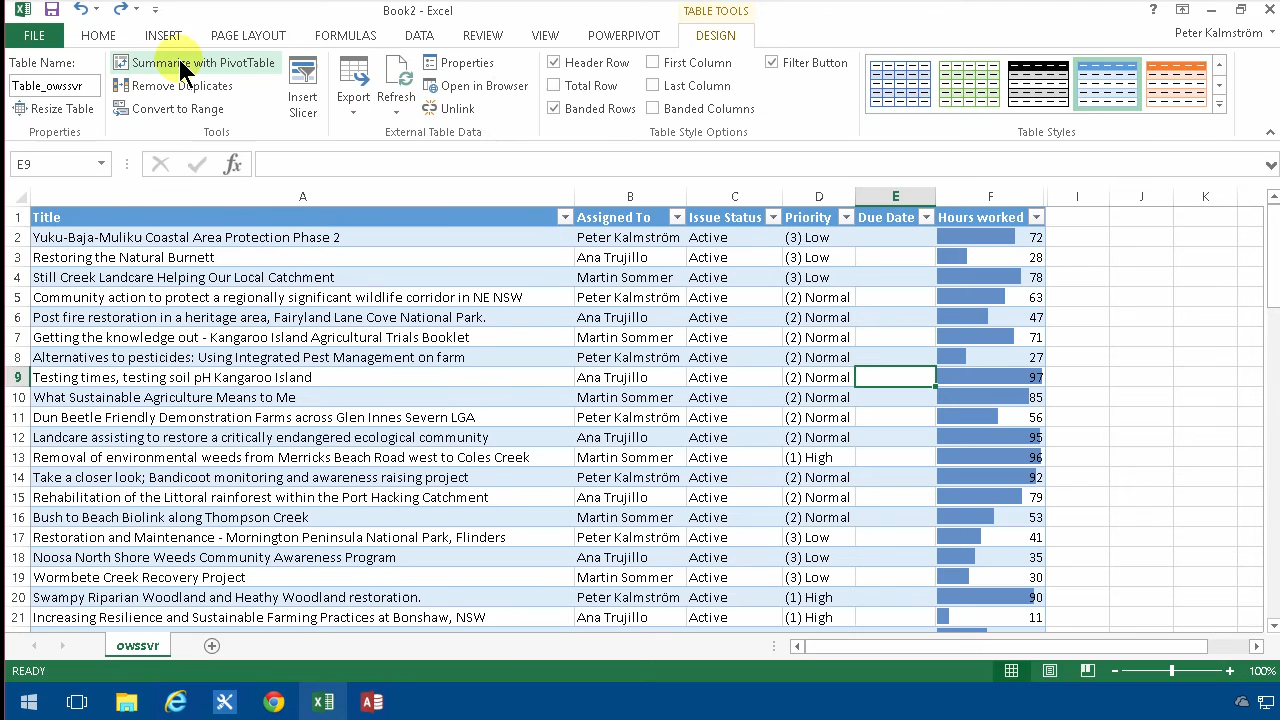 Book2 - Excel
TABLE TOOLS
?
FILE
HOME
INSERT
PAGE LAYOUT
FORMULAS
DATA
REVIEW
VIEW
POWERPIVOT
DESIGN
Peter Kalmström
Table Name:
Table_owssvr
Resize Table
Properties
Summarize with PivotTable
Remove Duplicates
Convert to Range
Tools
Insert
Slicer
Export
Refresh
Properties
Open in Browser
Unlink
External Table Data
Header Row
Total Row
Banded Rows
First Column
Last Column
Banded Columns
Filter Button
Table Style Options
Table Styles
E9
fx
A B C D E F I J K
1 Title Assigned To Issue Status Priority Due Date Hours worked
2 Yuku-Baja-Muliku Coastal Area Protection Phase 2 Peter Kalmström Active (3) Low 72
3 Restoring the Natural Burnett Ana Trujillo Active (3) Low 28
4 Still Creek Landcare Helping Our Local Catchment Martin Sommer Active (3) Low 78
5 Community action to protect a regionally significant wildlife corridor in NE NSW Peter Kalmström Active (2) Normal 63
6 Post fire restoration in a heritage area, Fairyland Lane Cove National Park. Ana Trujillo Active (2) Normal 47
7 Getting the knowledge out - Kangaroo Island Agricultural Trials Booklet Martin Sommer Active (2) Normal 71
8 Alternatives to pesticides: Using Integrated Pest Management on farm Peter Kalmström Active (2) Normal 27
9 Testing times, testing soil pH Kangaroo Island Ana Trujillo Active (2) Normal 97
10 What Sustainable Agriculture Means to Me Martin Sommer Active (2) Normal 85
11 Dun Beetle Friendly Demonstration Farms across Glen Innes Severn LGA Peter Kalmström Active (2) Normal 56
12 Landcare assisting to restore a critically endangered ecological community Ana Trujillo Active (2) Normal 95
13 Removal of environmental weeds from Merricks Beach Road west to Coles Creek Martin Sommer Active (1) High 96
14 Take a closer look; Bandicoot monitoring and awareness raising project Peter Kalmström Active (2) Normal 92
15 Rehabilitation of the Littoral rainforest within the Port Hacking Catchment Ana Trujillo Active (2) Normal 79
16 Bush to Beach Biolink along Thompson Creek Martin Sommer Active (2) Normal 53
17 Restoration and Maintenance - Mornington Peninsula National Park, Flinders Peter Kalmström Active (3) Low 41
18 Noosa North Shore Weeds Community Awareness Program Ana Trujillo Active (3) Low 35
19 Wormbete Creek Recovery Project Martin Sommer Active (3) Low 30
20 Swampy Riparian Woodland and Heathy Woodland restoration. Peter Kalmström Active (1) High 90
21 Increasing Resilience and Sustainable Farming Practices at Bonshaw, NSW Ana Trujillo Active (1) High 11
owssvr
READY
100%